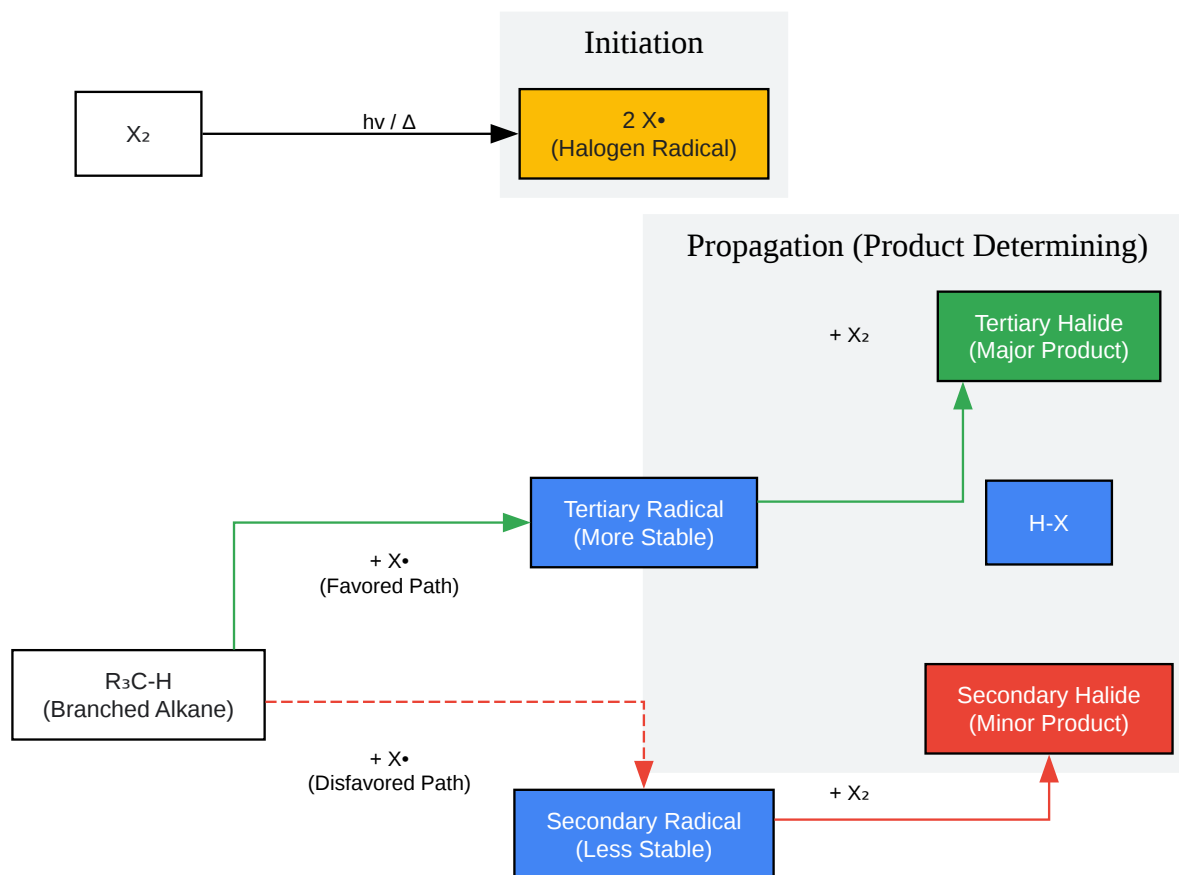 Initiation
X₂
hv / Δ
2 X•
(Halogen Radical)
Propagation (Product Determining)
+ X₂
Tertiary Halide
(Major Product)
Tertiary Radical
(More Stable)
H-X
+ X•
(Favored Path)
R₃C-H
(Branched Alkane)
Secondary Halide
(Minor Product)
+ X•
(Disfavored Path)
+ X₂
Secondary Radical
(Less Stable)